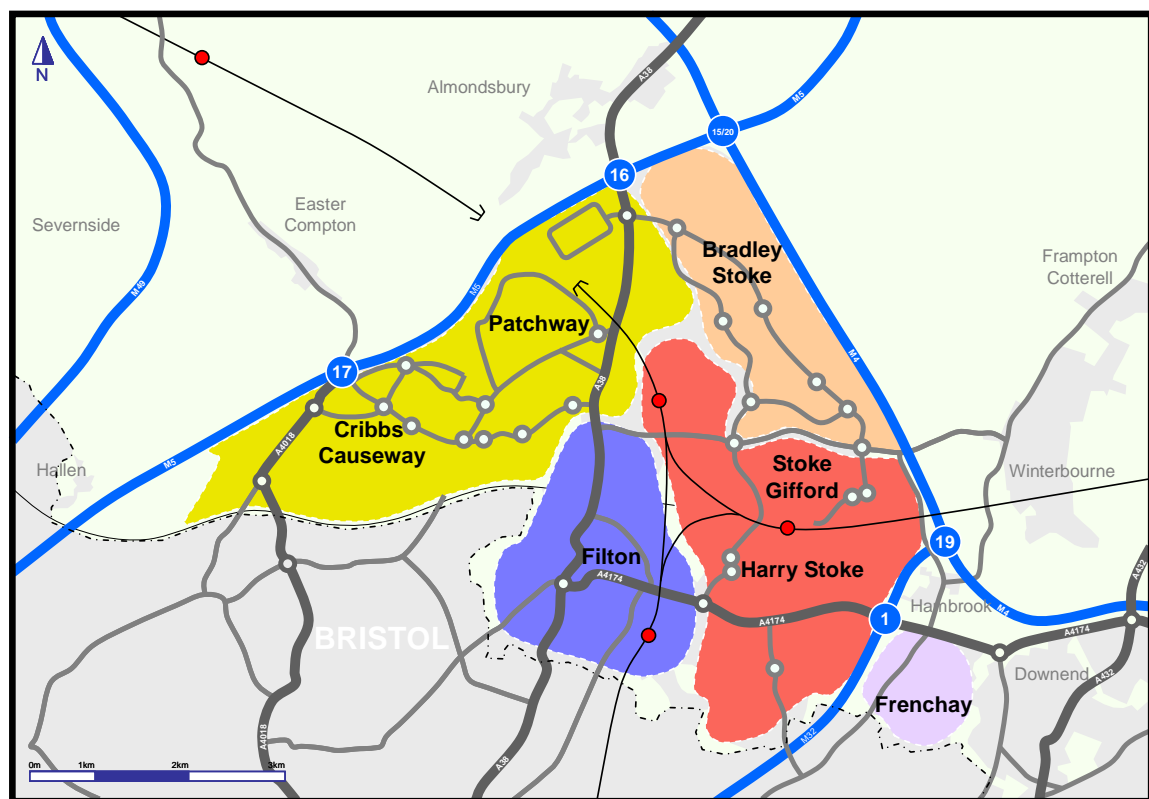 A38
15/20
M5
N
Almondsbury
16
Easter
Compton
Severnside
Bradley
Stoke
Frampton
Cotterell
M 49
M5
Patchway
M4
17
A38
Cribbs
Causeway
A4018
M5
Hallen
Stoke
Gifford
Winterbourne
19
Filton
Harry Stoke
A4174
Hambrook
M4
A432
1
A4174
A4174
BRISTOL
Downend
A432
Frenchay
A4018
M32
0m
1km
2km
3km
A38